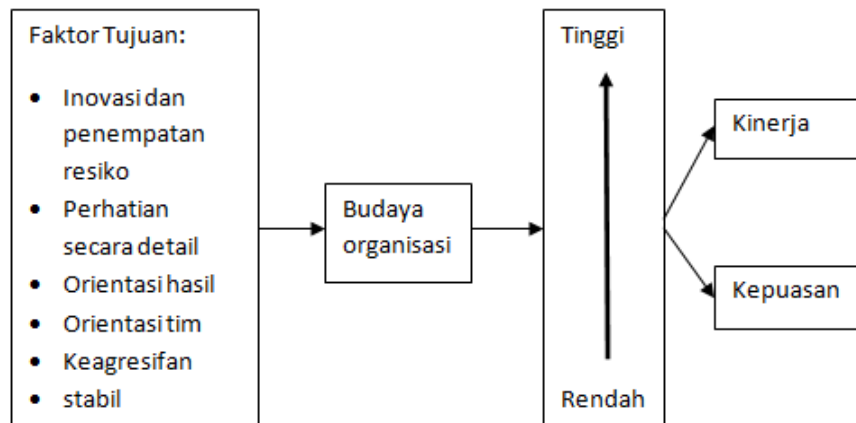 Faktor Tujuan:
• Inovasi dan
penempatan
resiko
• Perhatian
secara detail
• Orientasi hasil
• Orientasi tim
• Keagresifan
• stabil
Budaya
organisasi
Tinggi
Rendah
Kinerja
Kepuasan